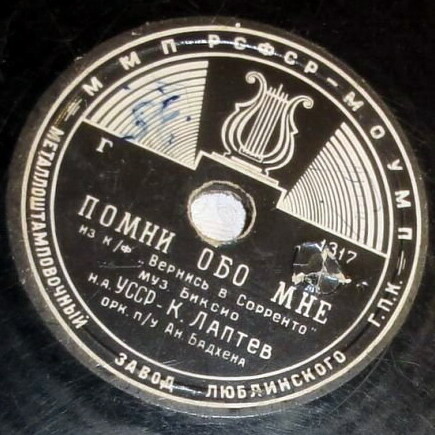 ММП РСФСР-МОУМП
Г
1317
ПОМНИ ОБО МНЕ
из к/ф "Вернись в Сорренто"
муз. Биксио
н.а. УССР- К. ЛАПТЕВ
орк. п/у Ан. Бадхена
МЕТАЛЛОШТАМПОВОЧНЫЙ ЗАВОД ЛЮБЛИНСКОГО Г.П.К.